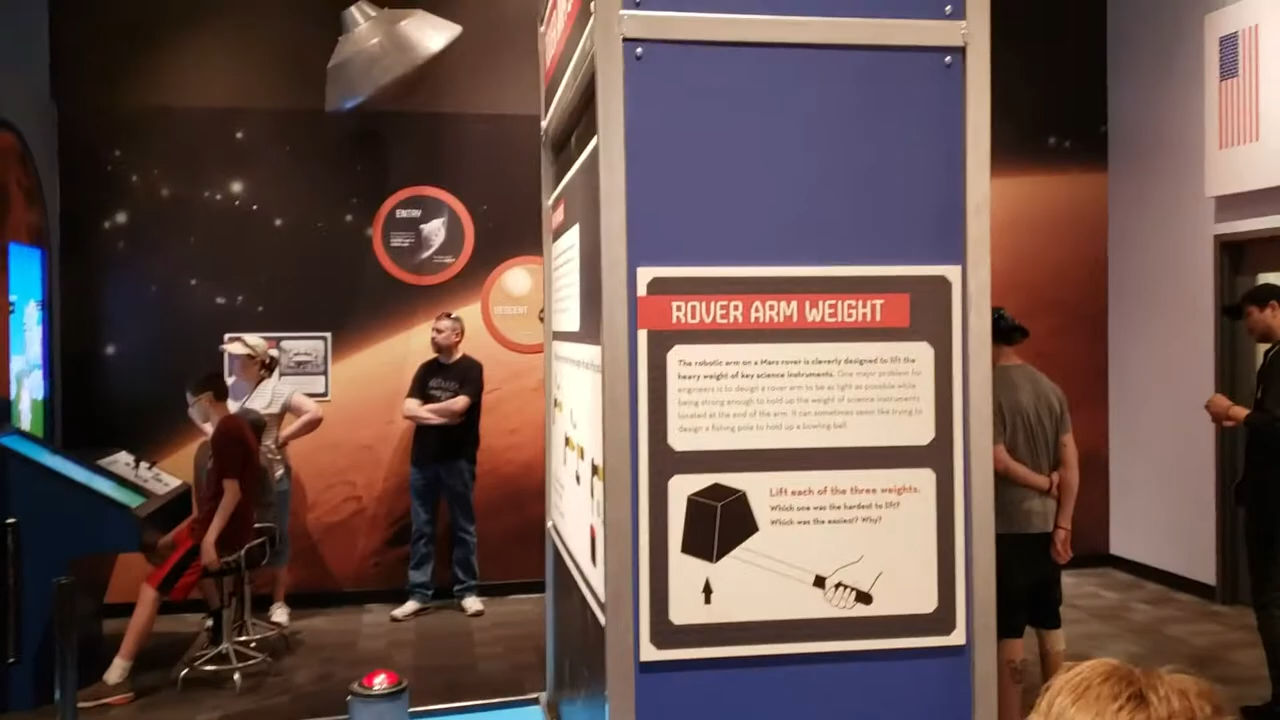 ENTRY
DESCENT
ROVER ARM WEIGHT
The robotic arm on a Mars rover is cleverly designed to lift the
heavy weight of key science instruments. One major problem for
engineers is to design a rover arm to be as light as possible while
being strong enough to hold up the weight of science instruments
located at the end of the arm. It can sometimes seem like trying to
design a fishing pole to hold up a bowling ball.
Lift each of the three weights.
Which one was the hardest to lift?
Which was the easiest? Why?